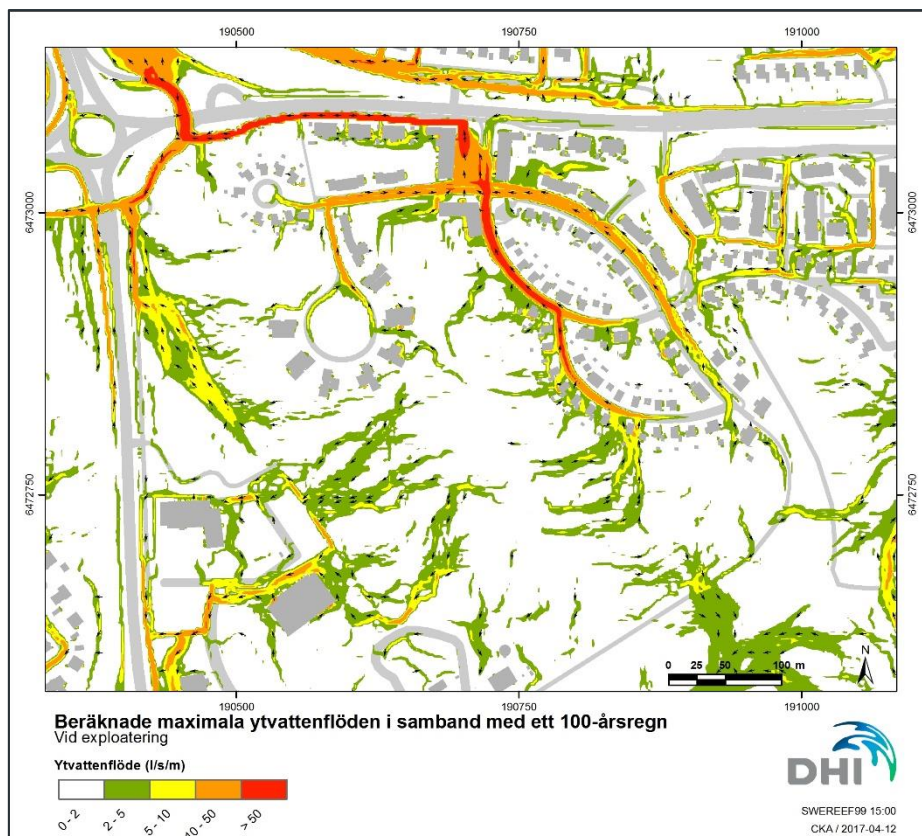 190500 190750 191000
6473000 6473000
6472750 6472750
0 25 50 100 m
N
190500 190750 191000
Beräknade maximala ytvattenflöden i samband med ett 100-årsregn
Vid exploatering
Ytvattenflöde (l/s/m)
0 - 2 2 - 5 5 - 10 10 - 50 > 50
DHI
SWEREEF99 15:00
CKA / 2017-04-12